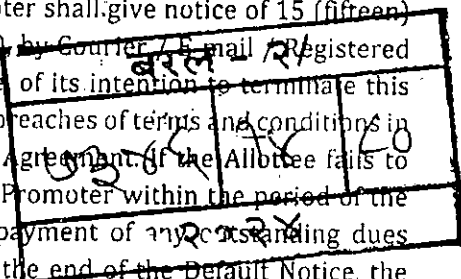 ter shall give notice of 15 (fifteen)
by Courier / E-mail / Registered
बरल - २/
of its intention to terminate this
breaches of terms and conditions in
Agreement. If the Allottee fails to
Promoter within the period of the
payment of any outstanding dues
२०२४
the end of the Default Notice, the